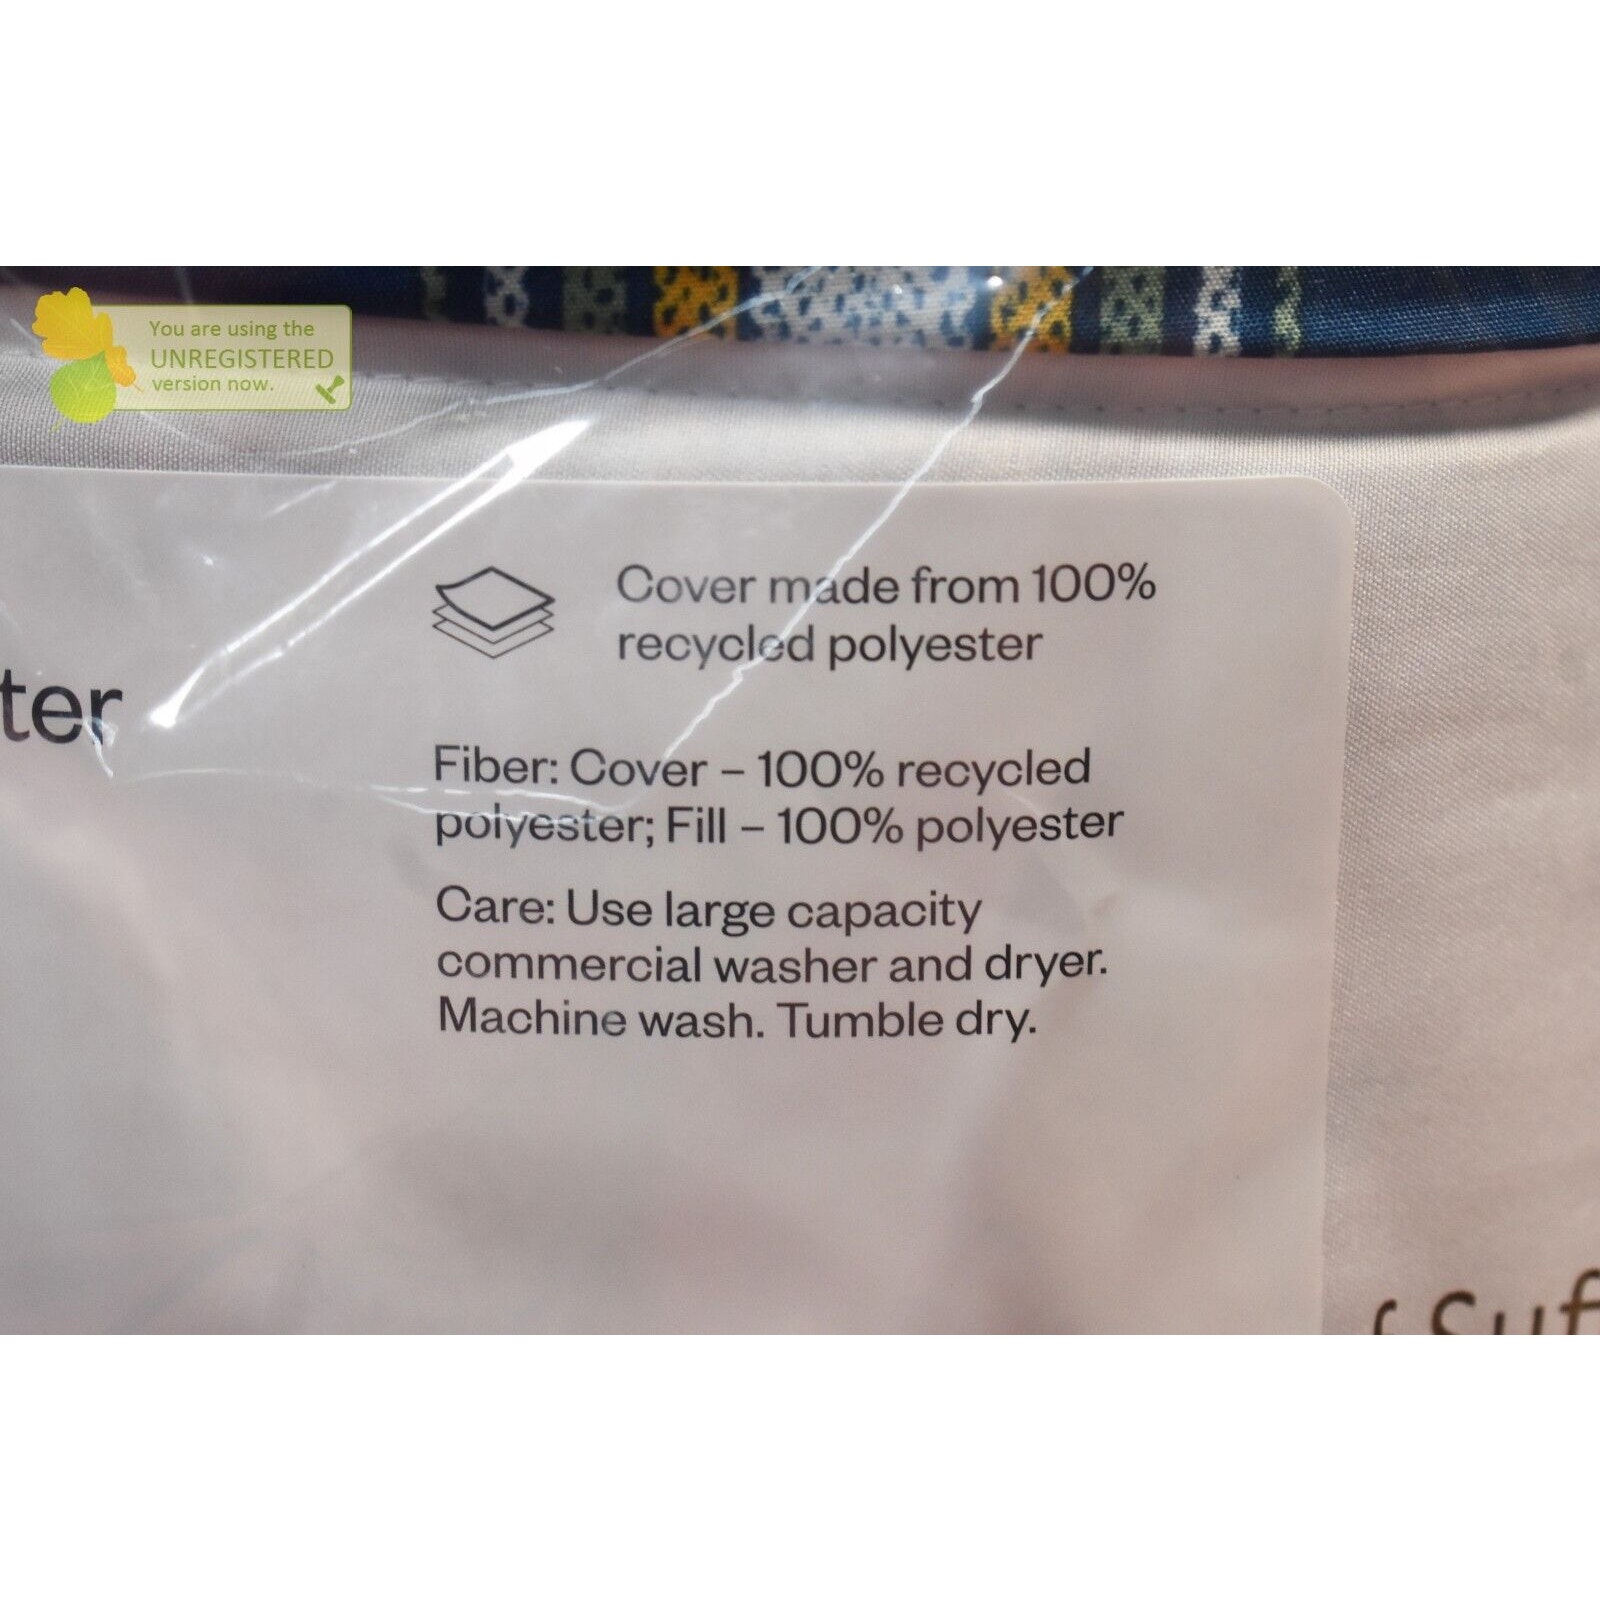 You are using the
UNREGISTERED
version now.
Cover made from 100%
recycled polyester
ter
Fiber: Cover – 100% recycled
polyester; Fill – 100% polyester
Care: Use large capacity
commercial washer and dryer.
Machine wash. Tumble dry.